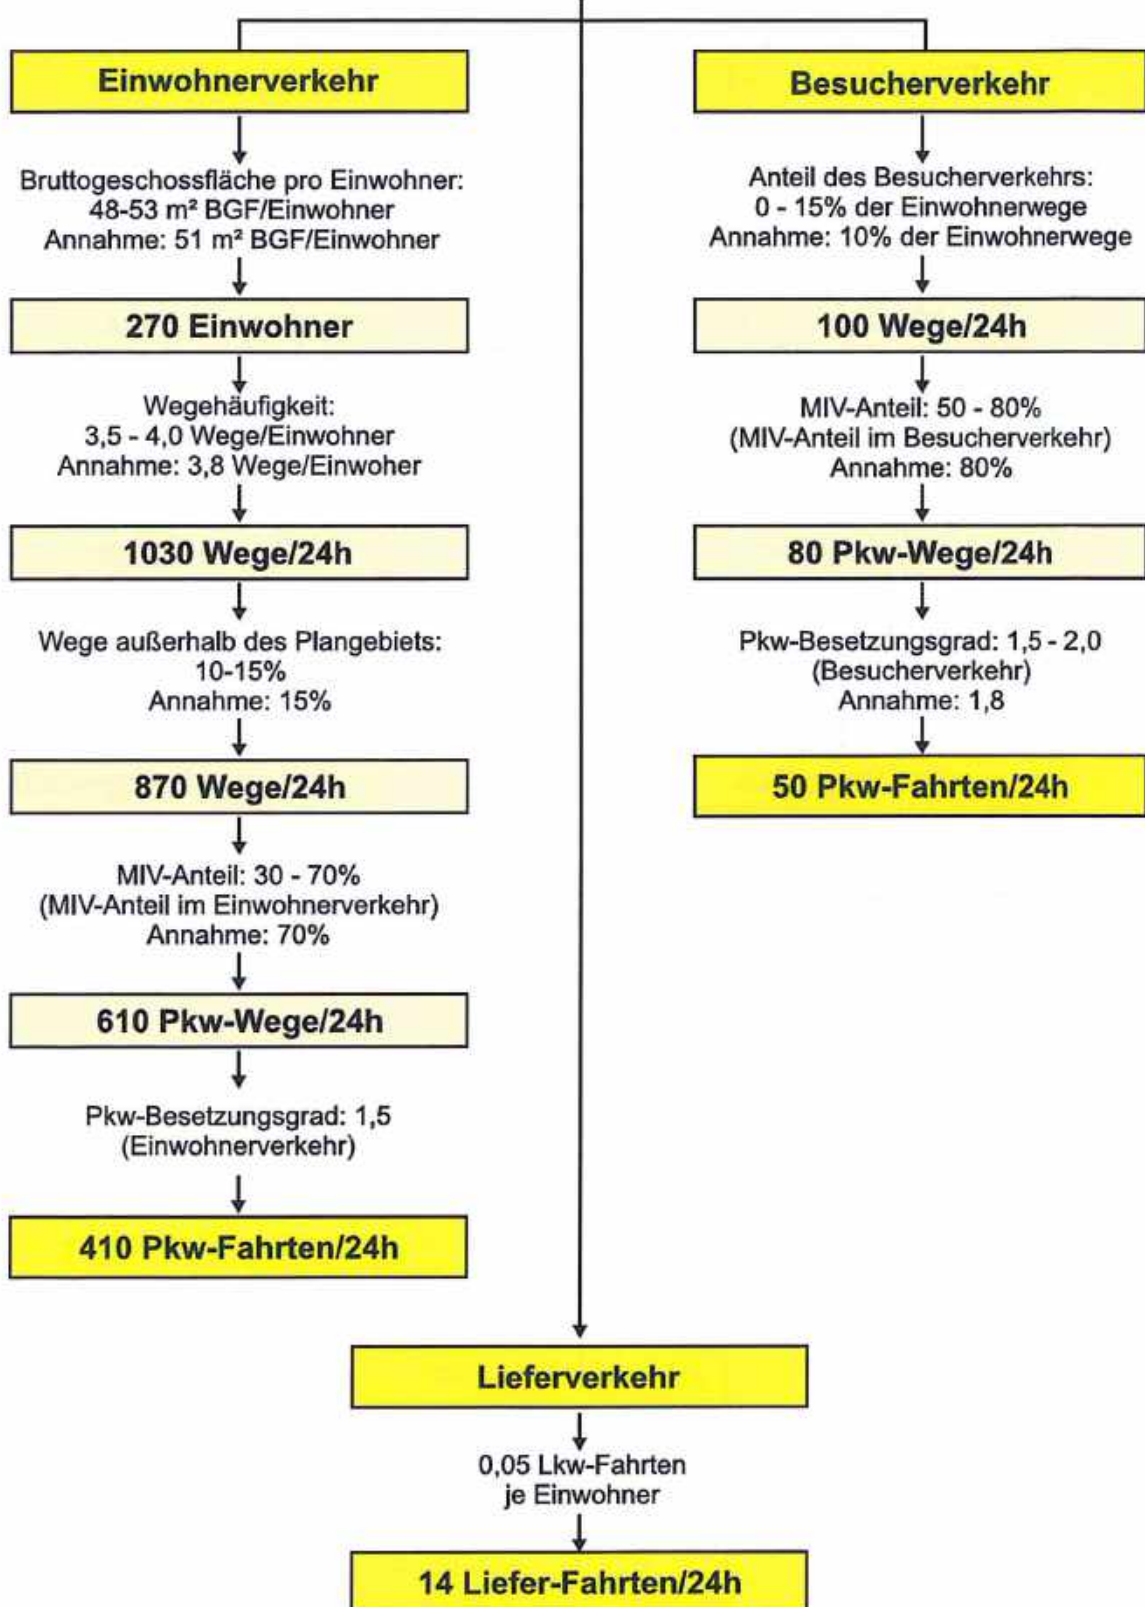 Einwohnerverkehr
Bruttogeschossfläche pro Einwohner:
48-53 m² BGF/Einwohner
Annahme: 51 m² BGF/Einwohner
270 Einwohner
Wegehäufigkeit:
3,5 - 4,0 Wege/Einwohner
Annahme: 3,8 Wege/Einwoher
1030 Wege/24h
Wege außerhalb des Plangebiets:
10-15%
Annahme: 15%
870 Wege/24h
MIV-Anteil: 30 - 70%
(MIV-Anteil im Einwohnerverkehr)
Annahme: 70%
610 Pkw-Wege/24h
Pkw-Besetzungsgrad: 1,5
(Einwohnerverkehr)
410 Pkw-Fahrten/24h
Besucherverkehr
Anteil des Besucherverkehrs:
0 - 15% der Einwohnerwege
Annahme: 10% der Einwohnerwege
100 Wege/24h
MIV-Anteil: 50 - 80%
(MIV-Anteil im Besucherverkehr)
Annahme: 80%
80 Pkw-Wege/24h
Pkw-Besetzungsgrad: 1,5 - 2,0
(Besucherverkehr)
Annahme: 1,8
50 Pkw-Fahrten/24h
Lieferverkehr
0,05 Lkw-Fahrten
je Einwohner
14 Liefer-Fahrten/24h